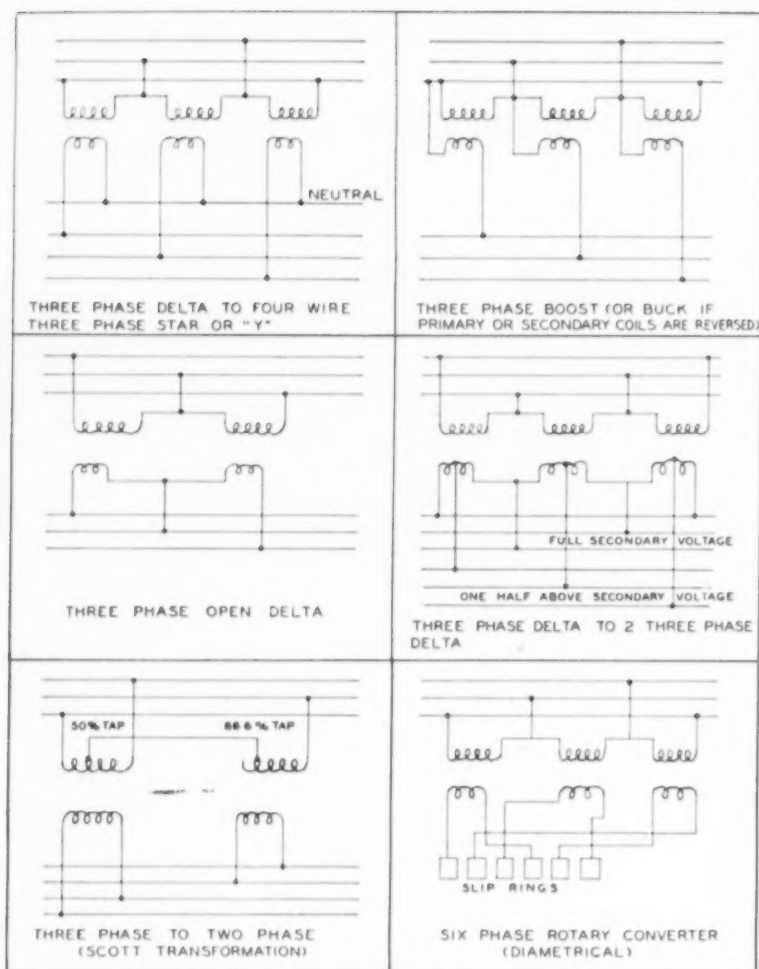 NEUTRAL
THREE PHASE DELTA TO FOUR WIRE
THREE PHASE STAR OR "Y"
THREE PHASE BOOST (OR BUCK IF
PRIMARY OR SECONDARY COILS ARE REVERSED)
THREE PHASE OPEN DELTA
FULL SECONDARY VOLTAGE
ONE HALF ABOVE SECONDARY VOLTAGE
THREE PHASE DELTA TO 2 THREE PHASE
DELTA
50% TAP
86.6% TAP
THREE PHASE TO TWO PHASE
(SCOTT TRANSFORMATION)
SLIP RINGS
SIX PHASE ROTARY CONVERTER
(DIAMETRICAL)